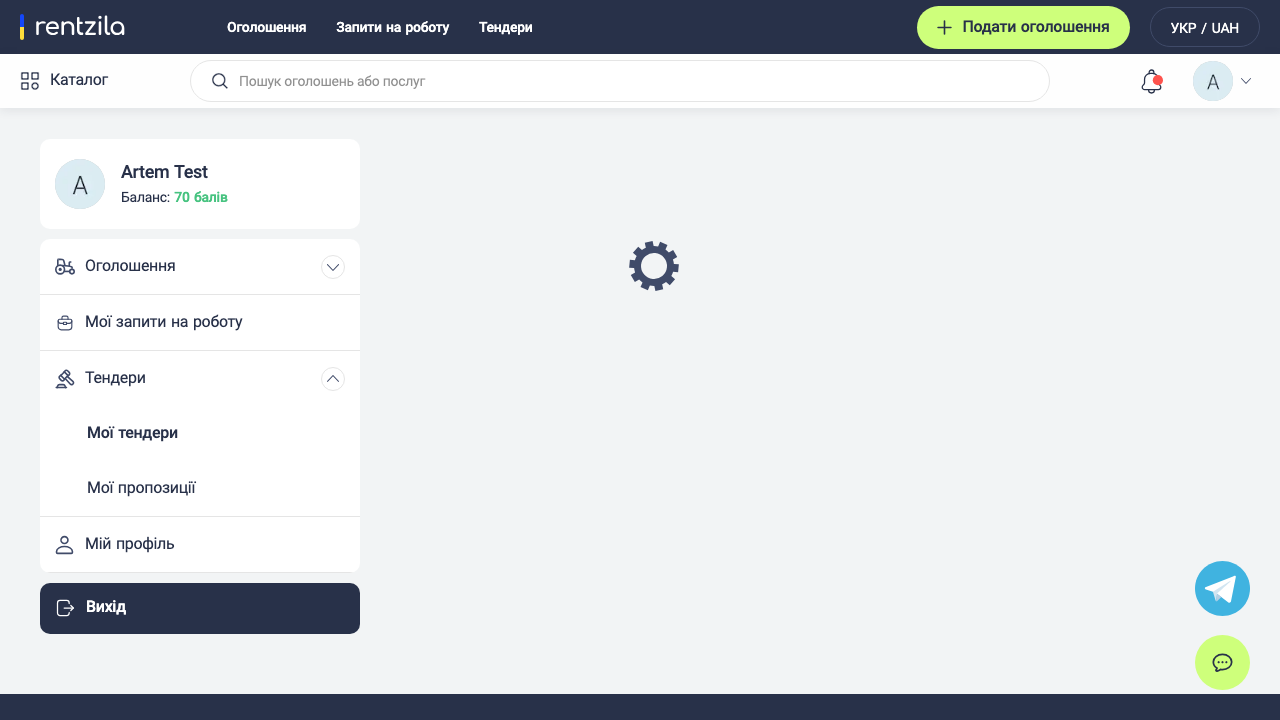 rentzila
Оголошення
Запити на роботу
Тендери
Подати оголошення
УКР / UAH
Каталог
Пошук оголошень або послуг
A
A
Artem Test
Баланс: 70 балів
Оголошення
Мої запити на роботу
Тендери
Мої тендери
Мої пропозиції
Мій профіль
Вихід